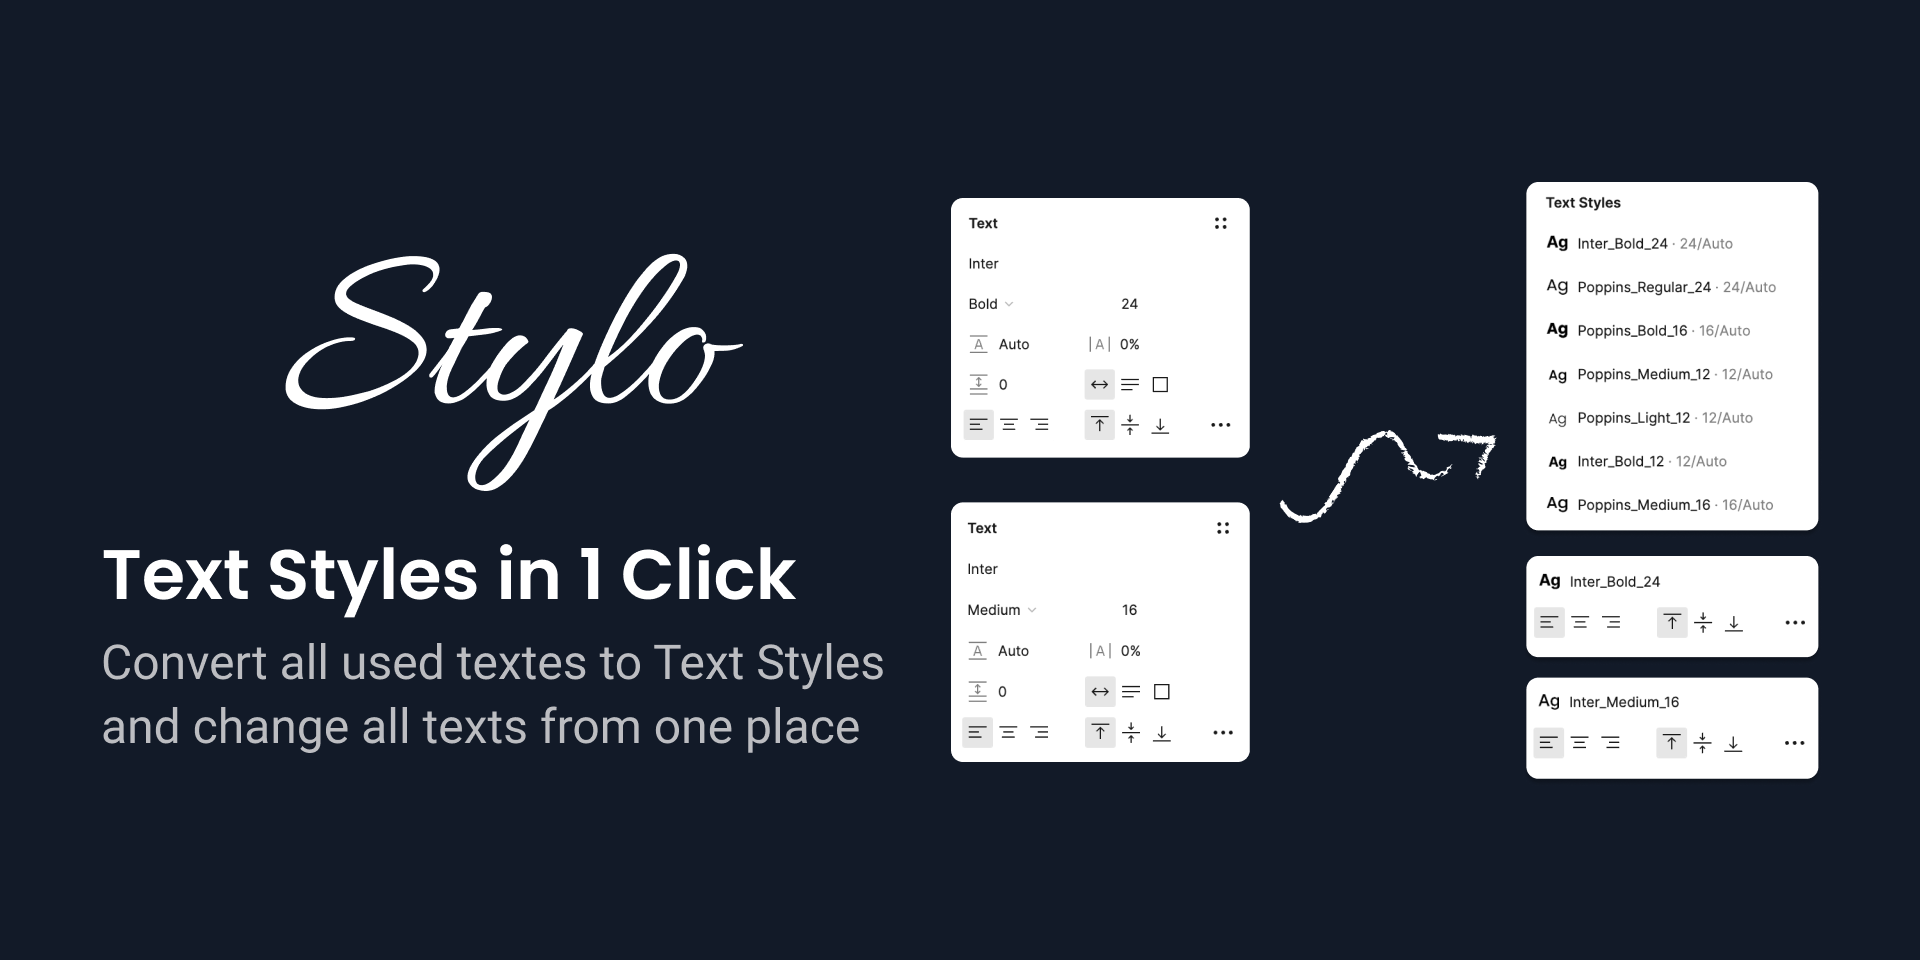 Stylo
Text Styles in 1 Click
Convert all used textes to Text Styles
and change all texts from one place
Text
Inter
Bold 24
A Auto |A| 0%
0
Text
Inter
Medium 16
A Auto |A| 0%
0
Text Styles
Ag Inter_Bold_24 · 24/Auto
Ag Poppins_Regular_24 · 24/Auto
Ag Poppins_Bold_16 · 16/Auto
Ag Poppins_Medium_12 · 12/Auto
Ag Poppins_Light_12 · 12/Auto
Ag Inter_Bold_12 · 12/Auto
Ag Poppins_Medium_16 · 16/Auto
Ag Inter_Bold_24
Ag Inter_Medium_16